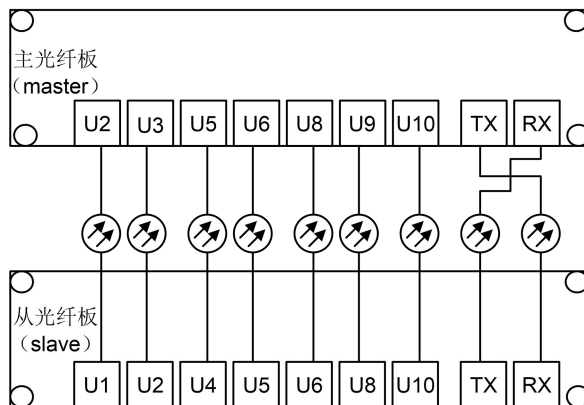 主光纤板
（master）
U2 U3 U5 U6 U8 U9 U10 TX RX
从光纤板
（slave）
U1 U2 U4 U5 U6 U8 U10 TX RX